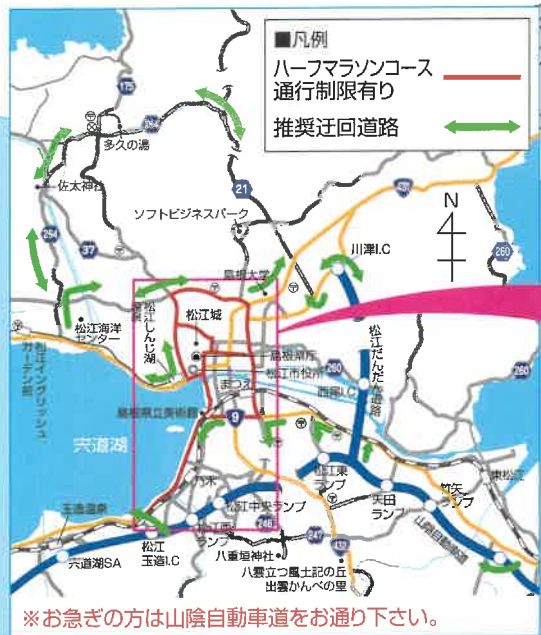 ■凡例
ハーフマラソンコース
通行制限有り
推奨迂回道路
175
264
多久の湯
佐太神社
21
431
ソフトビジネスパーク
N
37
264
川津I.C
260
260
島根大学
松江城
松江しんじ湖
松江海洋
センター
島根県庁
松江市役所
松江だんだん道路
260
松江イングリッシュ
ガーデン前
まつえ
西尾I.C
島根県立美術館
9
宍道湖
乃木
松江東
ランプ
東松江
矢田
ランプ
竹矢
ランプ
玉造温泉
松江中央ランプ
松江西
ランプ
246
山陰自動車道
松江
玉造I.C
247
432
宍道湖SA
八重垣神社
八雲立つ風土記の丘
出雲かんべの里
※お急ぎの方は山陰自動車道をお通り下さい。